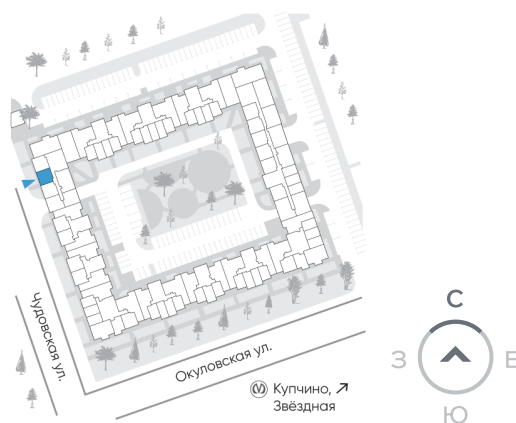 Чудовская ул.
Окуловская ул.
Купчино, ↗
Звёздная
С
З
В
Ю